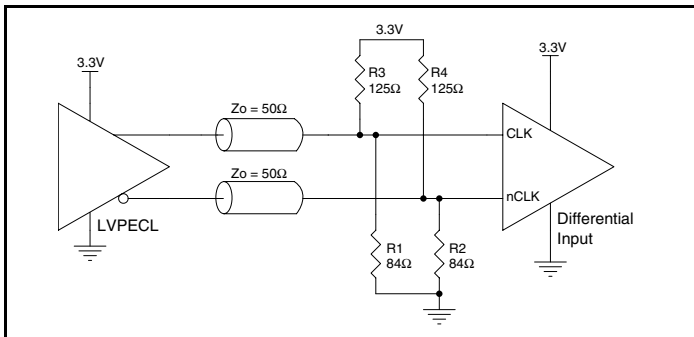 3.3V
3.3V
3.3V
R3
125Ω
R4
125Ω
Zo = 50Ω
CLK
Zo = 50Ω
nCLK
LVPECL
Differential
Input
R1
84Ω
R2
84Ω